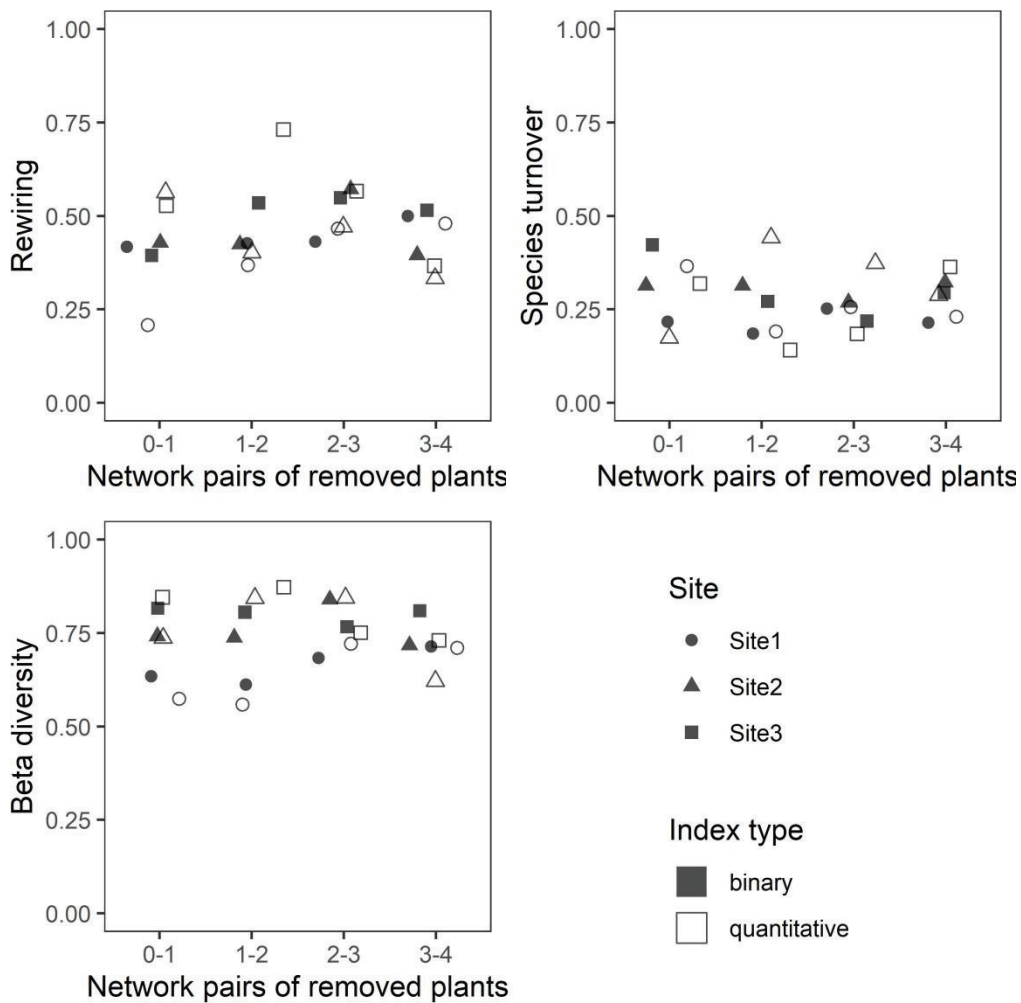 Rewiring
1.00
0.75
0.50
0.25
0.00
0-1 1-2 2-3 3-4
Network pairs of removed plants
Species turnover
1.00
0.75
0.50
0.25
0.00
0-1 1-2 2-3 3-4
Network pairs of removed plants
Beta diversity
1.00
0.75
0.50
0.25
0.00
0-1 1-2 2-3 3-4
Network pairs of removed plants
Site
Site1
Site2
Site3
Index type
binary
quantitative